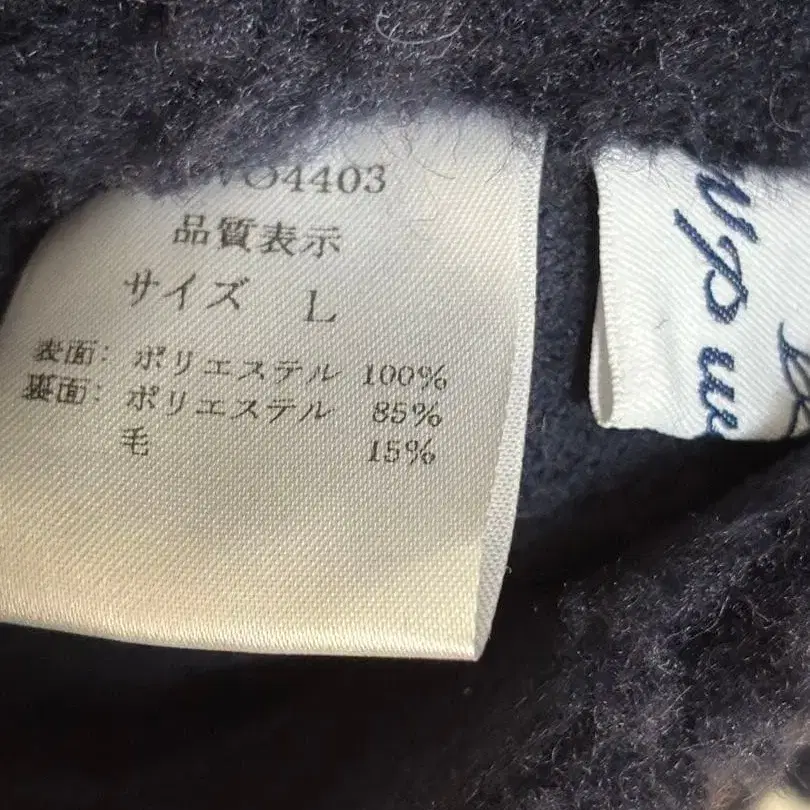 O4403
品質表示
サイズ L
表面: ポリエステル 100%
裏面: ポリエステル 85%
毛 15%